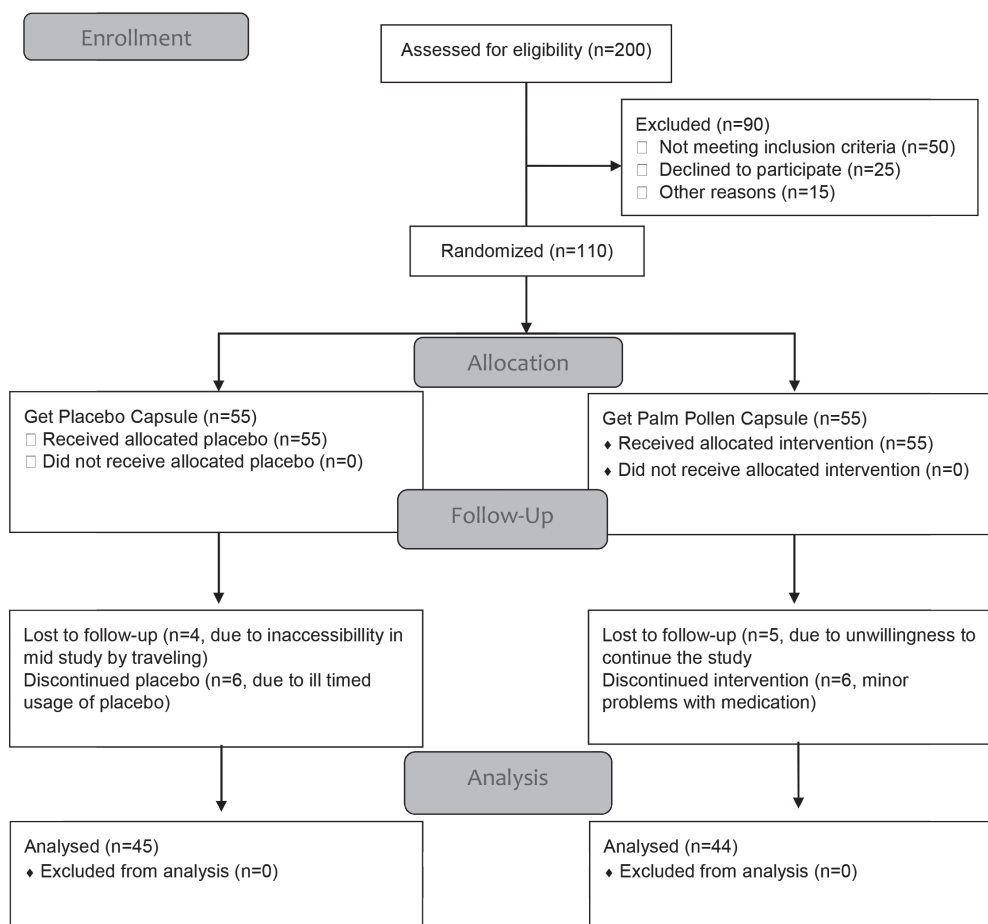 Enrollment
Assessed for eligibility (n=200)
Excluded (n=90)
□ Not meeting inclusion criteria (n=50)
□ Declined to participate (n=25)
□ Other reasons (n=15)
Randomized (n=110)
Allocation
Get Placebo Capsule (n=55)
□ Received allocated placebo (n=55)
□ Did not receive allocated placebo (n=0)
Get Palm Pollen Capsule (n=55)
♦ Received allocated intervention (n=55)
♦ Did not receive allocated intervention (n=0)
Follow-Up
Lost to follow-up (n=4, due to inaccessibillity in
mid study by traveling)
Discontinued placebo (n=6, due to ill timed
usage of placebo)
Lost to follow-up (n=5, due to unwillingness to
continue the study
Discontinued intervention (n=6, minor
problems with medication)
Analysis
Analysed (n=45)
♦ Excluded from analysis (n=0)
Analysed (n=44)
♦ Excluded from analysis (n=0)